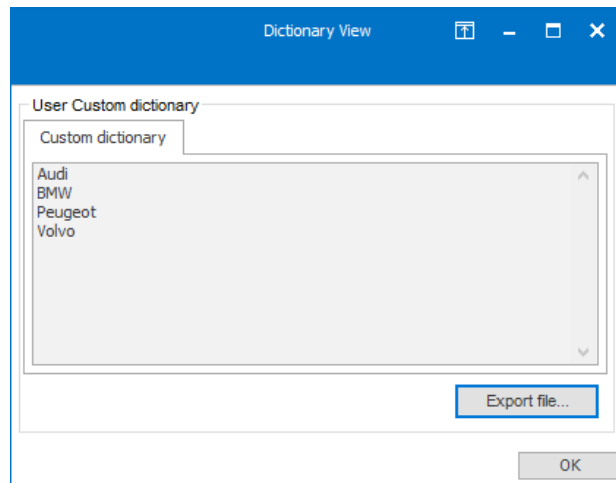 Dictionary View
User Custom dictionary
Custom dictionary
Audi
BMW
Peugeot
Volvo
Export file...
OK